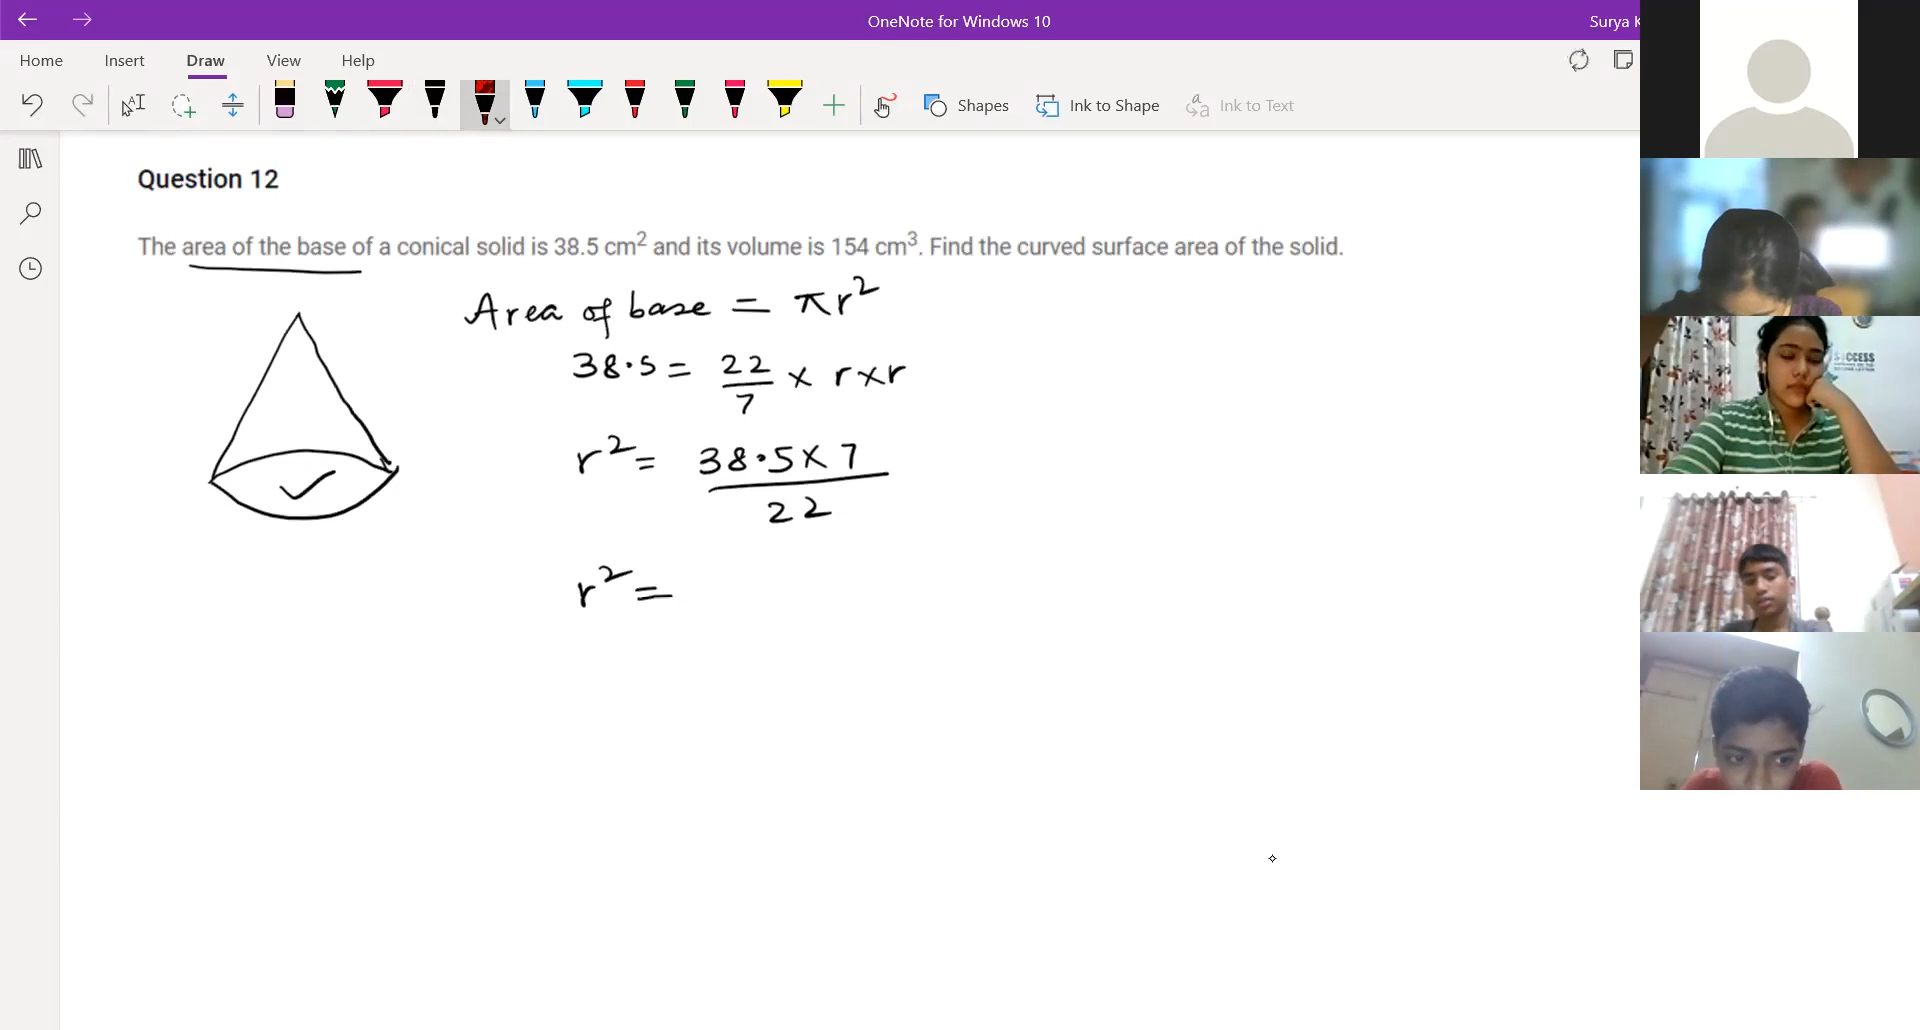 OneNote for Windows 10
Surya K
Home Insert Draw View Help
Shapes Ink to Shape Ink to Text
Question 12
The area of the base of a conical solid is 38.5 cm² and its volume is 154 cm³. Find the curved surface area of the solid.
Area of base = πr²
38.5 = 22/7 × r×r
r² = 38.5×7/22
r² =
SUCCESS